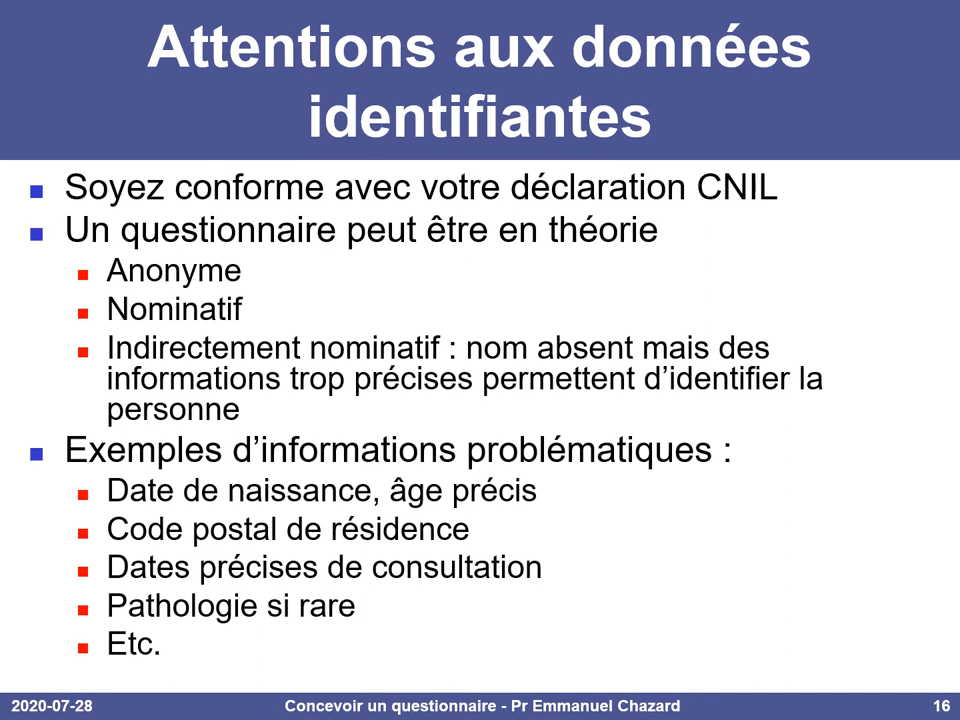 Attentions aux données
identifiantes
Soyez conforme avec votre déclaration CNIL
Un questionnaire peut être en théorie
Anonyme
Nominatif
Indirectement nominatif : nom absent mais des
informations trop précises permettent d’identifier la
personne
Exemples d’informations problématiques :
Date de naissance, âge précis
Code postal de résidence
Dates précises de consultation
Pathologie si rare
Etc.
2020-07-28 Concevoir un questionnaire - Pr Emmanuel Chazard 16